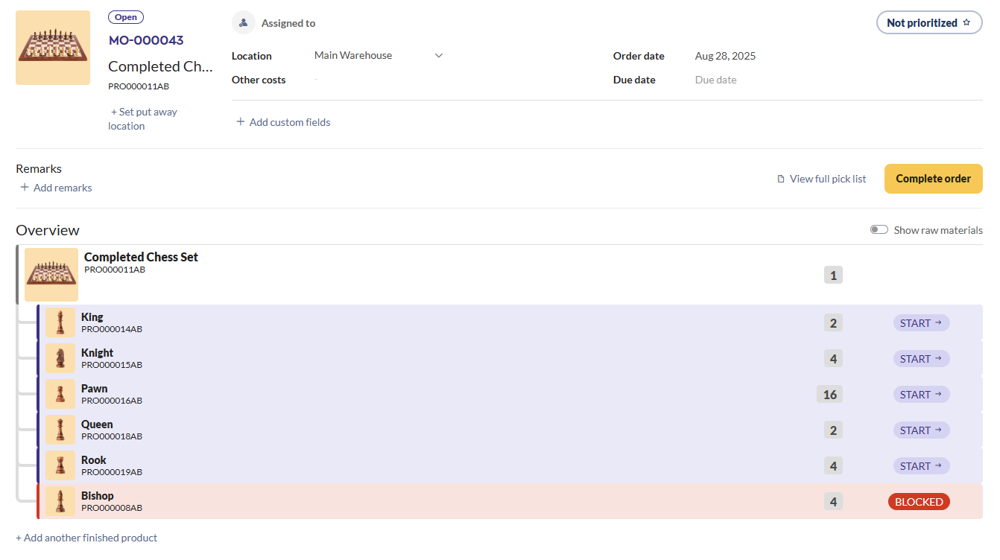 Open
MO-000043
Completed Ch...
PRO000011AB
+ Set put away
location
Assigned to
Location Main Warehouse
Other costs -
Order date Aug 28, 2025
Due date Due date
Not prioritized
+ Add custom fields
Remarks
+ Add remarks
View full pick list
Complete order
Overview
Show raw materials
Completed Chess Set
PRO000011AB
1
King
PRO000014AB
2 START →
Knight
PRO000015AB
4 START →
Pawn
PRO000016AB
16 START →
Queen
PRO000018AB
2 START →
Rook
PRO000019AB
4 START →
Bishop
PRO000008AB
4 BLOCKED
+ Add another finished product